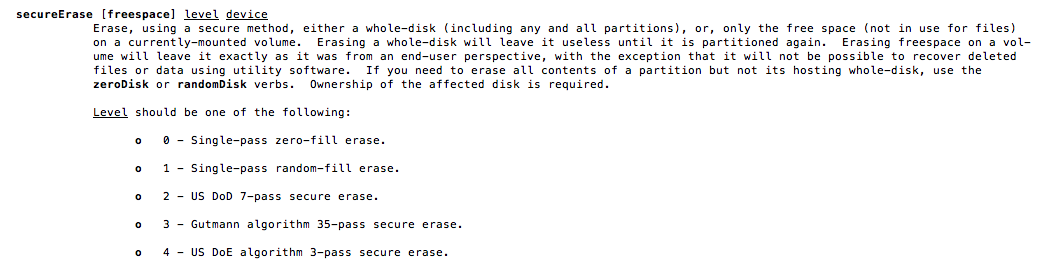 secureErase [freespace] level device
Erase, using a secure method, either a whole-disk (including any and all partitions), or, only the free space (not in use for files)
on a currently-mounted volume.  Erasing a whole-disk will leave it useless until it is partitioned again.  Erasing freespace on a vol-
ume will leave it exactly as it was from an end-user perspective, with the exception that it will not be possible to recover deleted
files or data using utility software.  If you need to erase all contents of a partition but not its hosting whole-disk, use the
zeroDisk or randomDisk verbs.  Ownership of the affected disk is required.
Level should be one of the following:
o   0 - Single-pass zero-fill erase.
o   1 - Single-pass random-fill erase.
o   2 - US DoD 7-pass secure erase.
o   3 - Gutmann algorithm 35-pass secure erase.
o   4 - US DoE algorithm 3-pass secure erase.